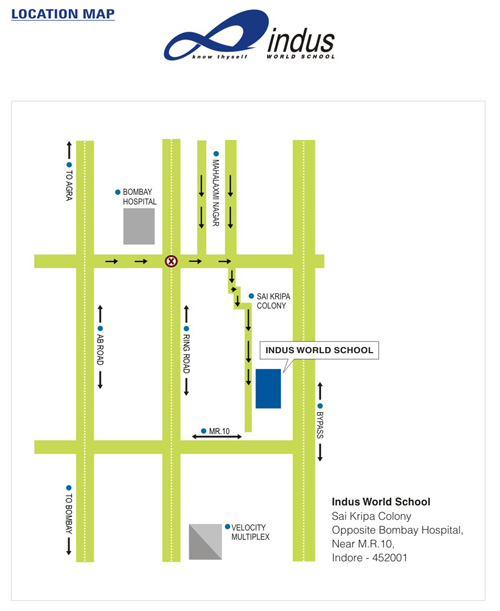 LOCATION MAP
indus
know thyself
WORLD SCHOOL
TO AGRA
BOMBAY
HOSPITAL
MAHALAXMI NAGAR
X
SAI KRIPA
COLONY
AB ROAD
RING ROAD
INDUS WORLD SCHOOL
BYPASS
MR.10
TO BOMBAY
VELOCITY
MULTIPLEX
Indus World School
Sai Kripa Colony
Opposite Bombay Hospital,
Near M.R.10,
Indore - 452001